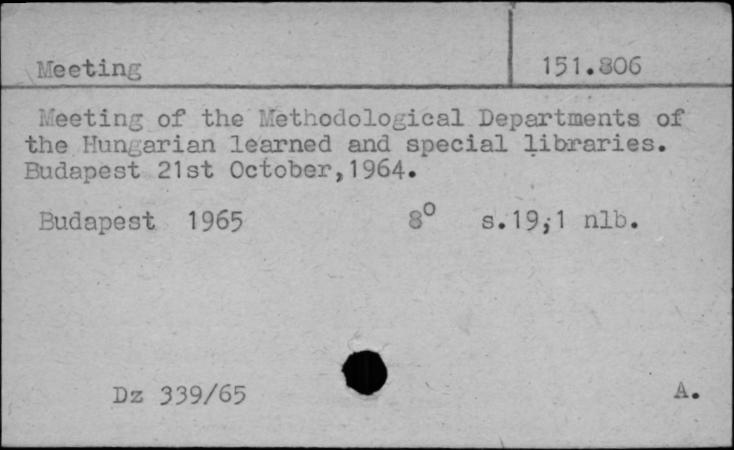 Meeting 151.806
Meeting of the Methodological Departments of
the Hungarian learned and special libraries.
Budapest 21st October,1964.
Budapest 1965 8° s.19,1 nlb.
Dz 339/65 A.